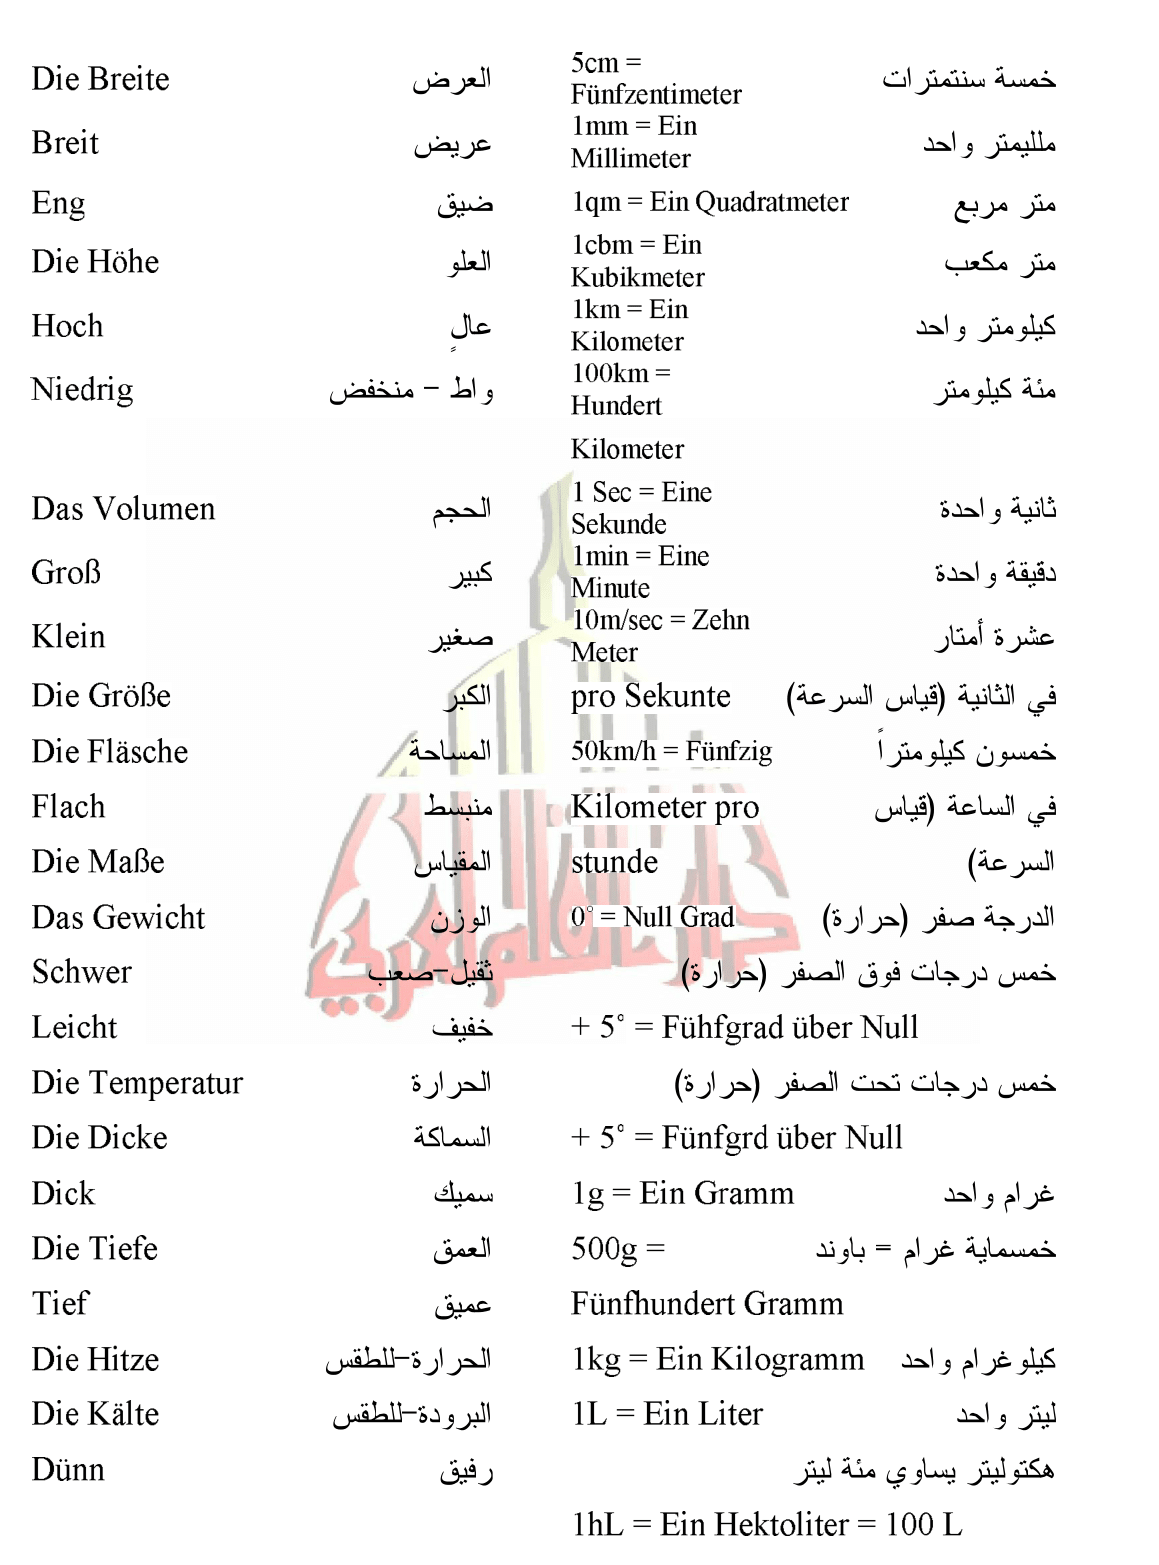 Die Breite العرض
5cm =
Fünfzentimeter خمسة سنتمترات
Breit عريض
1mm = Ein
Millimeter ملليمتر واحد
Eng ضيق 1qm = Ein Quadratmeter متر مربع
Die Höhe العلو
1cbm = Ein
Kubikmeter متر مكعب
Hoch عالٍ
1km = Ein
Kilometer كيلومتر واحد
Niedrig واط – منخفض
100km =
Hundert مئة كيلومتر
Kilometer
Das Volumen الحجم
1 Sec = Eine
Sekunde ثانية واحدة
Groß كبير
1min = Eine
Minute دقيقة واحدة
Klein صغير
10m/sec = Zehn
Meter عشرة أمتار
Die Größe الكبر pro Sekunte في الثانية (قياس السرعة)
Die Fläsche المساحة 50km/h = Fünfzig خمسون كيلومتراً
Flach منبسط Kilometer pro في الساعة (قياس
Die Maße المقياس stunde السرعة)
Das Gewicht الوزن 0° = Null Grad الدرجة صفر (حرارة)
Schwer ثقيل–صعب خمس درجات فوق الصفر (حرارة)
Leicht خفيف + 5° = Fühfgrad über Null
Die Temperatur الحرارة خمس درجات تحت الصفر (حرارة)
Die Dicke السماكة + 5° = Fünfgrd über Null
Dick سميك 1g = Ein Gramm غرام واحد
Die Tiefe العمق 500g = خمسماية غرام = باوند
Tief عميق Fünfhundert Gramm
Die Hitze الحرارة–للطقس 1kg = Ein Kilogramm كيلوغرام واحد
Die Kälte البرودة–للطقس 1L = Ein Liter ليتر واحد
Dünn رفيق هكتوليتر يساوي مئة ليتر
1hL = Ein Hektoliter = 100 L
دار القلم العربي